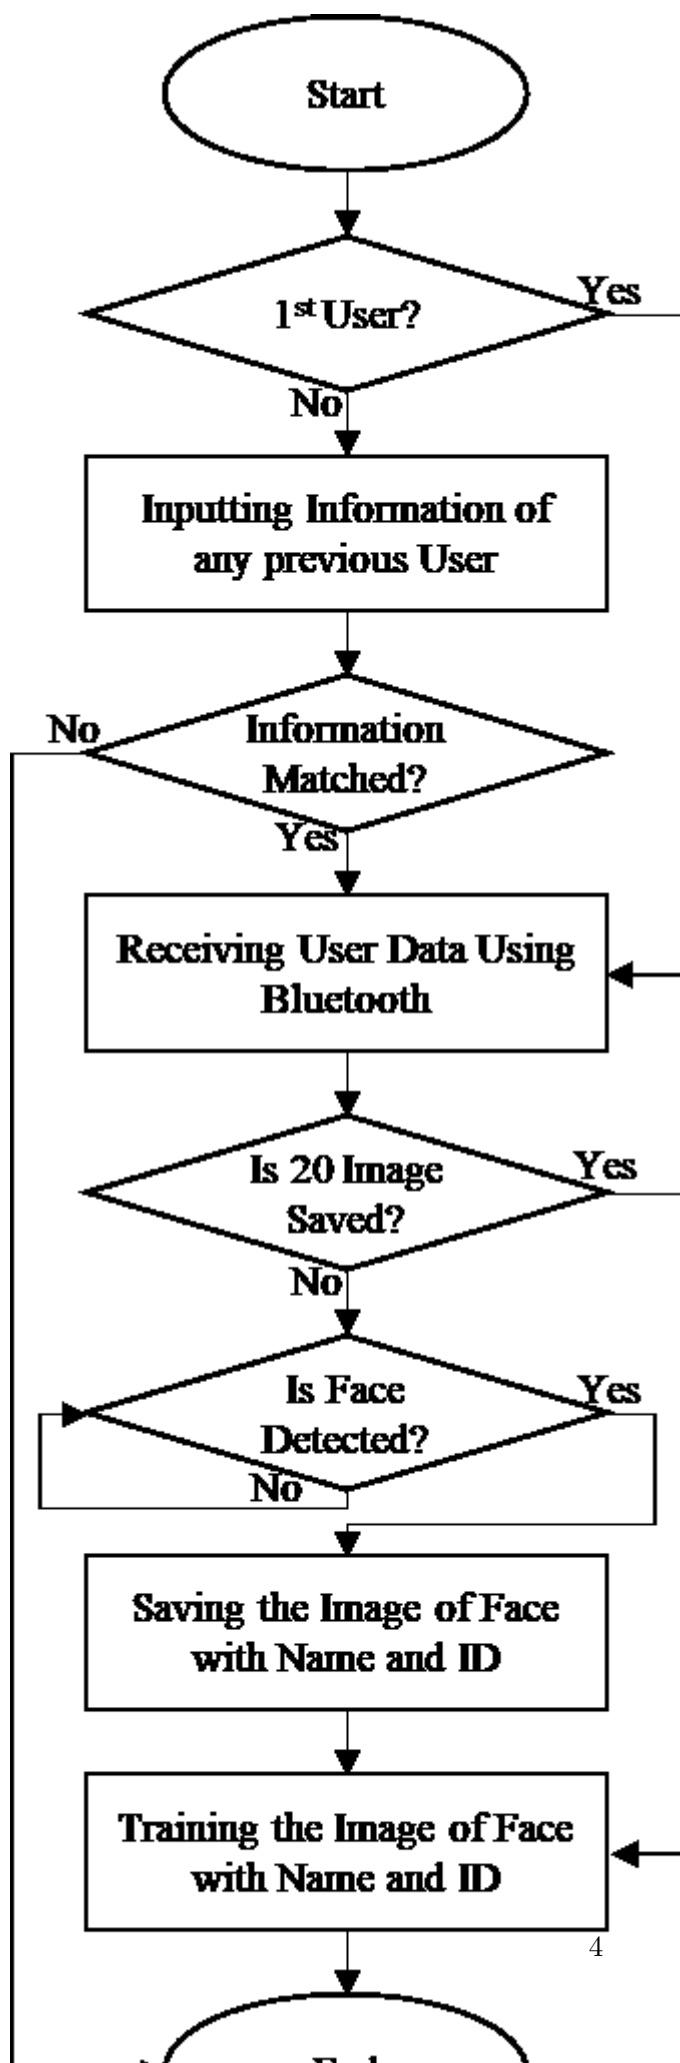 Start
1st User?
Yes
No
Inputting Information of
any previous User
No
Information
Matched?
Yes
Receiving User Data Using
Bluetooth
Is 20 Image
Saved?
Yes
No
Is Face
Detected?
Yes
No
Saving the Image of Face
with Name and ID
Training the Image of Face
with Name and ID
4